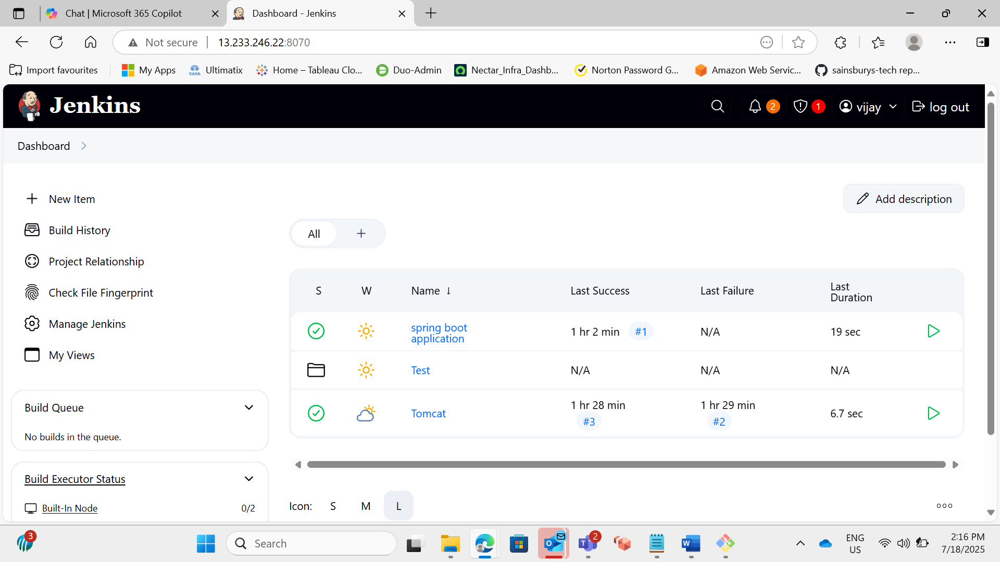 Chat | Microsoft 365 Copilot
Dashboard - Jenkins
Not secure
13.233.246.22:8070
Import favourites
My Apps
Ultimatix
Home – Tableau Clo...
Duo-Admin
Nectar_Infra_Dashb...
Norton Password G...
Amazon Web Servic...
sainsburys-tech rep...
Jenkins
2
1
vijay
log out
Dashboard
New Item
Build History
Project Relationship
Check File Fingerprint
Manage Jenkins
My Views
Build Queue
No builds in the queue.
Build Executor Status
Built-In Node 0/2
Add description
All +
S W Name ↓ Last Success Last Failure Last Duration
spring boot application 1 hr 2 min #1 N/A 19 sec
Test N/A N/A N/A
Tomcat 1 hr 28 min #3 1 hr 29 min #2 6.7 sec
Icon: S M L
3
Search
2
ENG
US
2:16 PM
7/18/2025